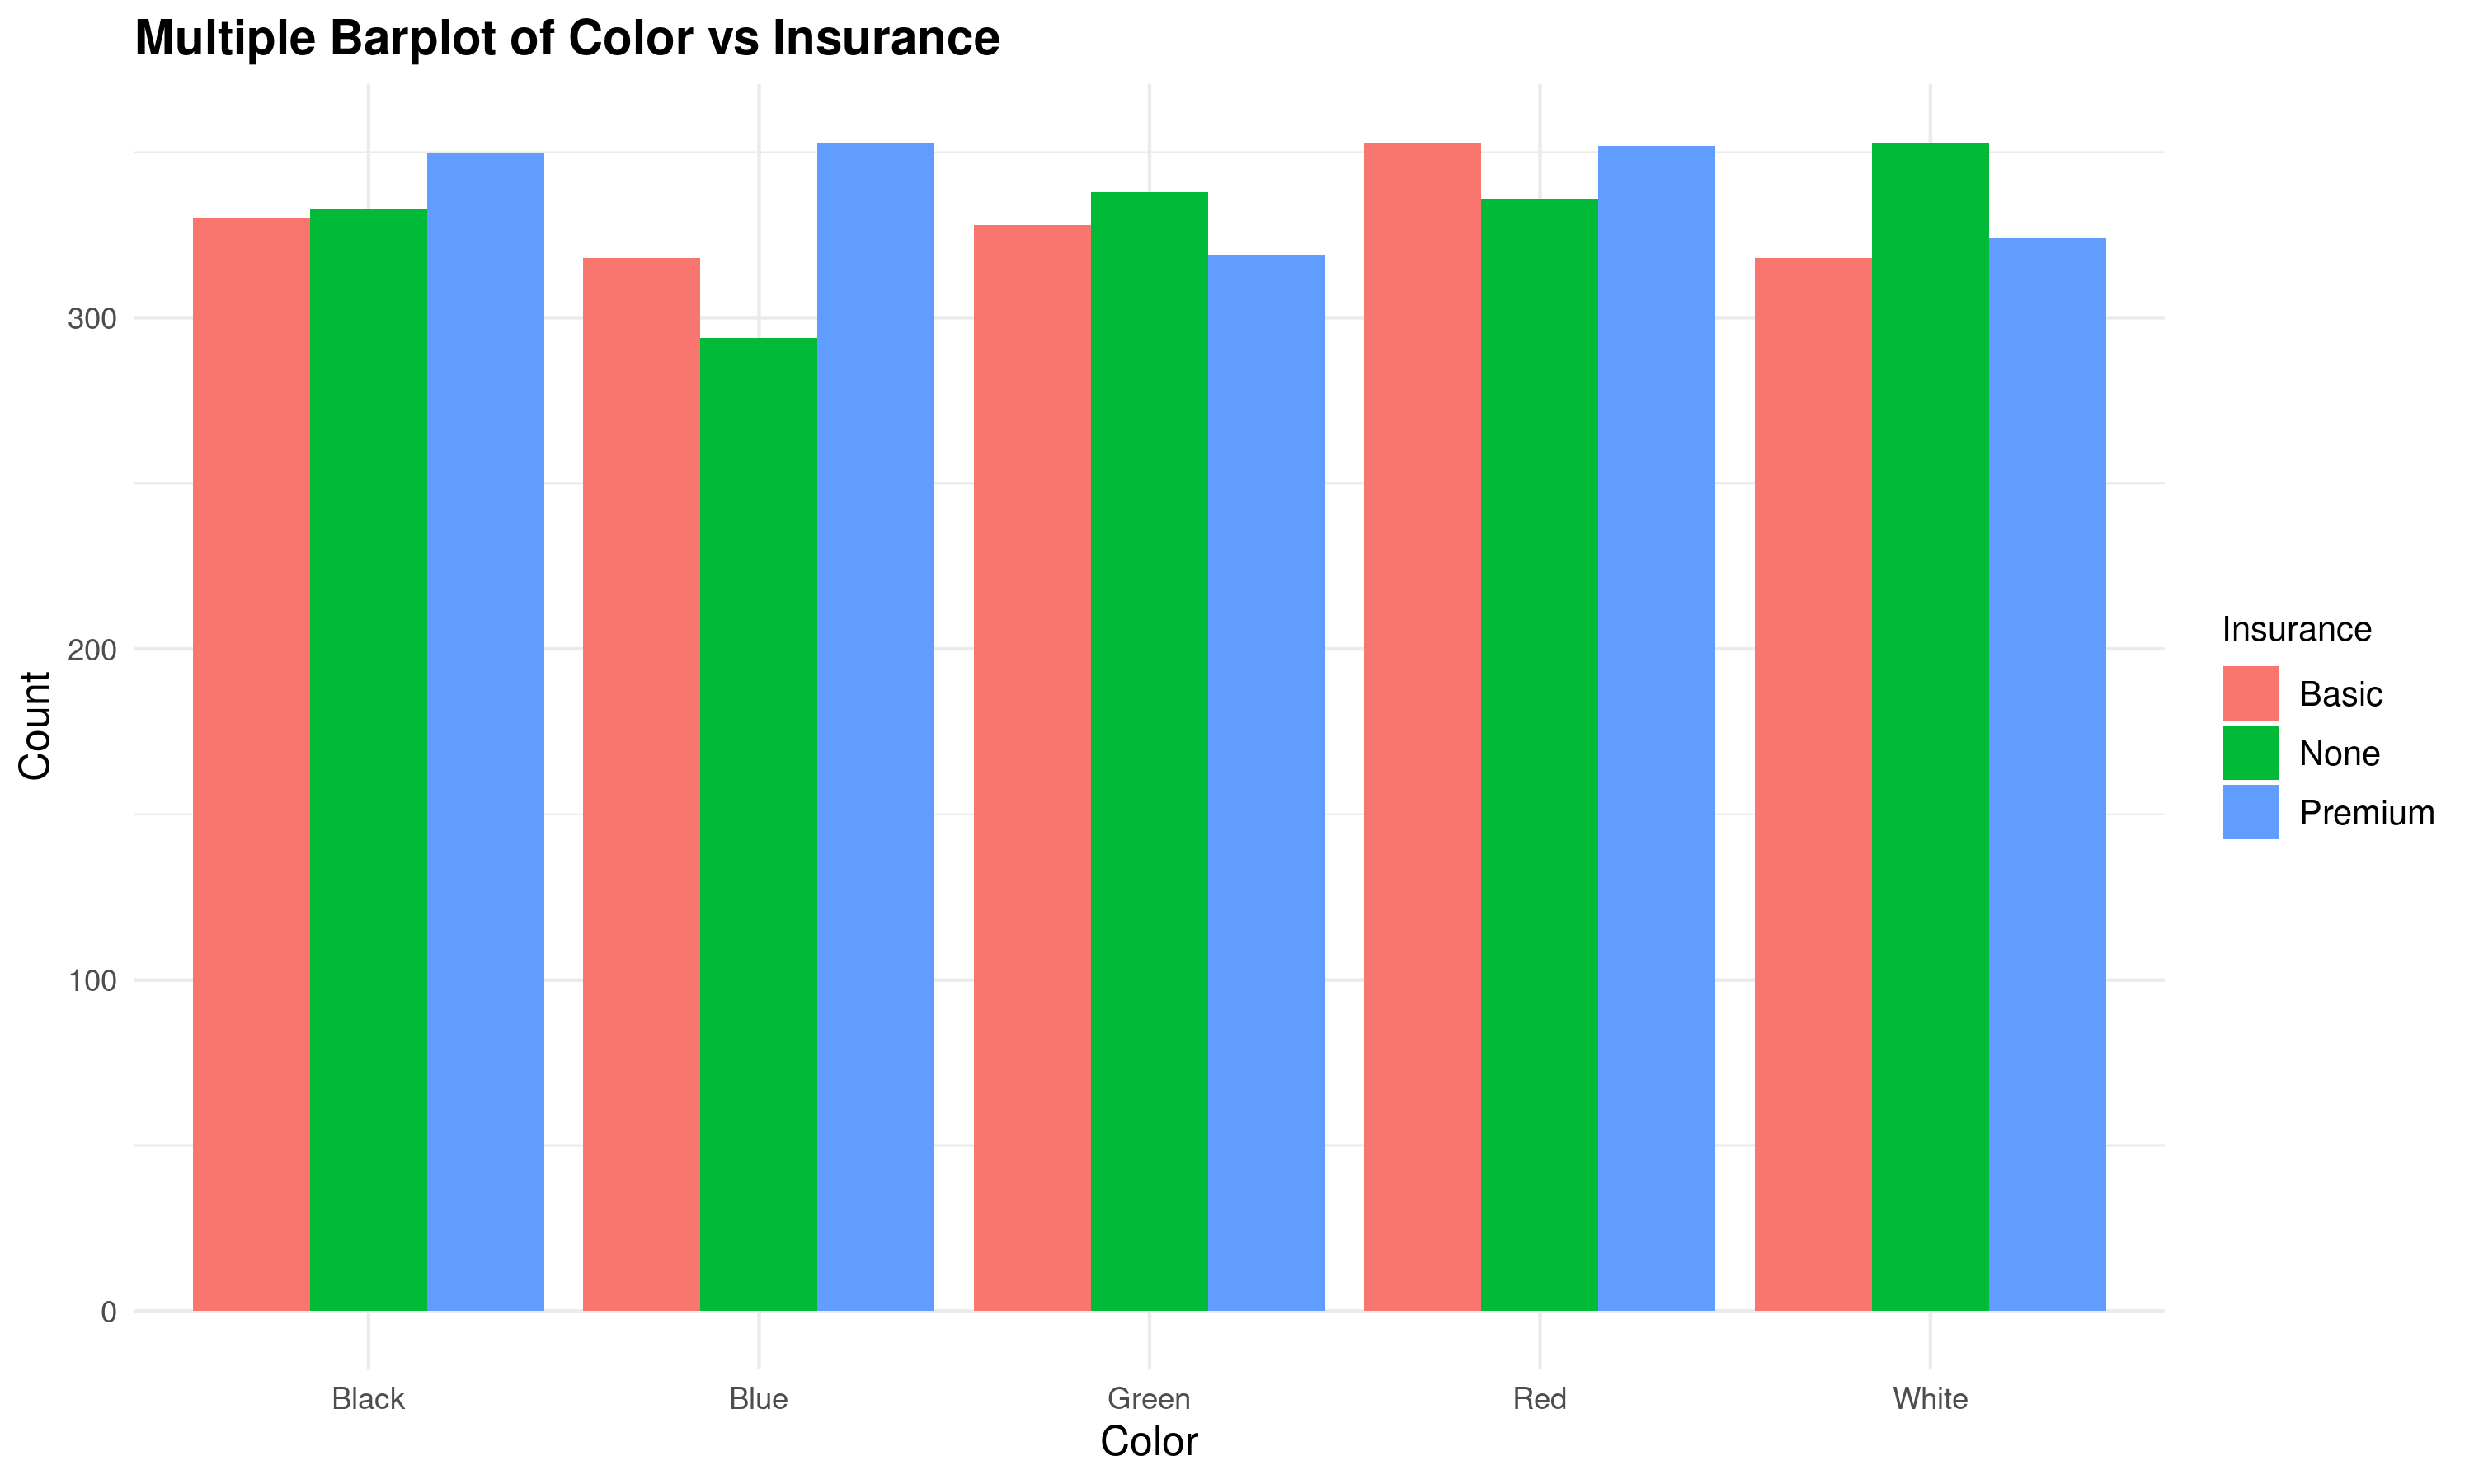 Multiple Barplot of Color vs Insurance
300
200
100
0
Count
Black
Blue
Green
Red
White
Color
Insurance
Basic
None
Premium